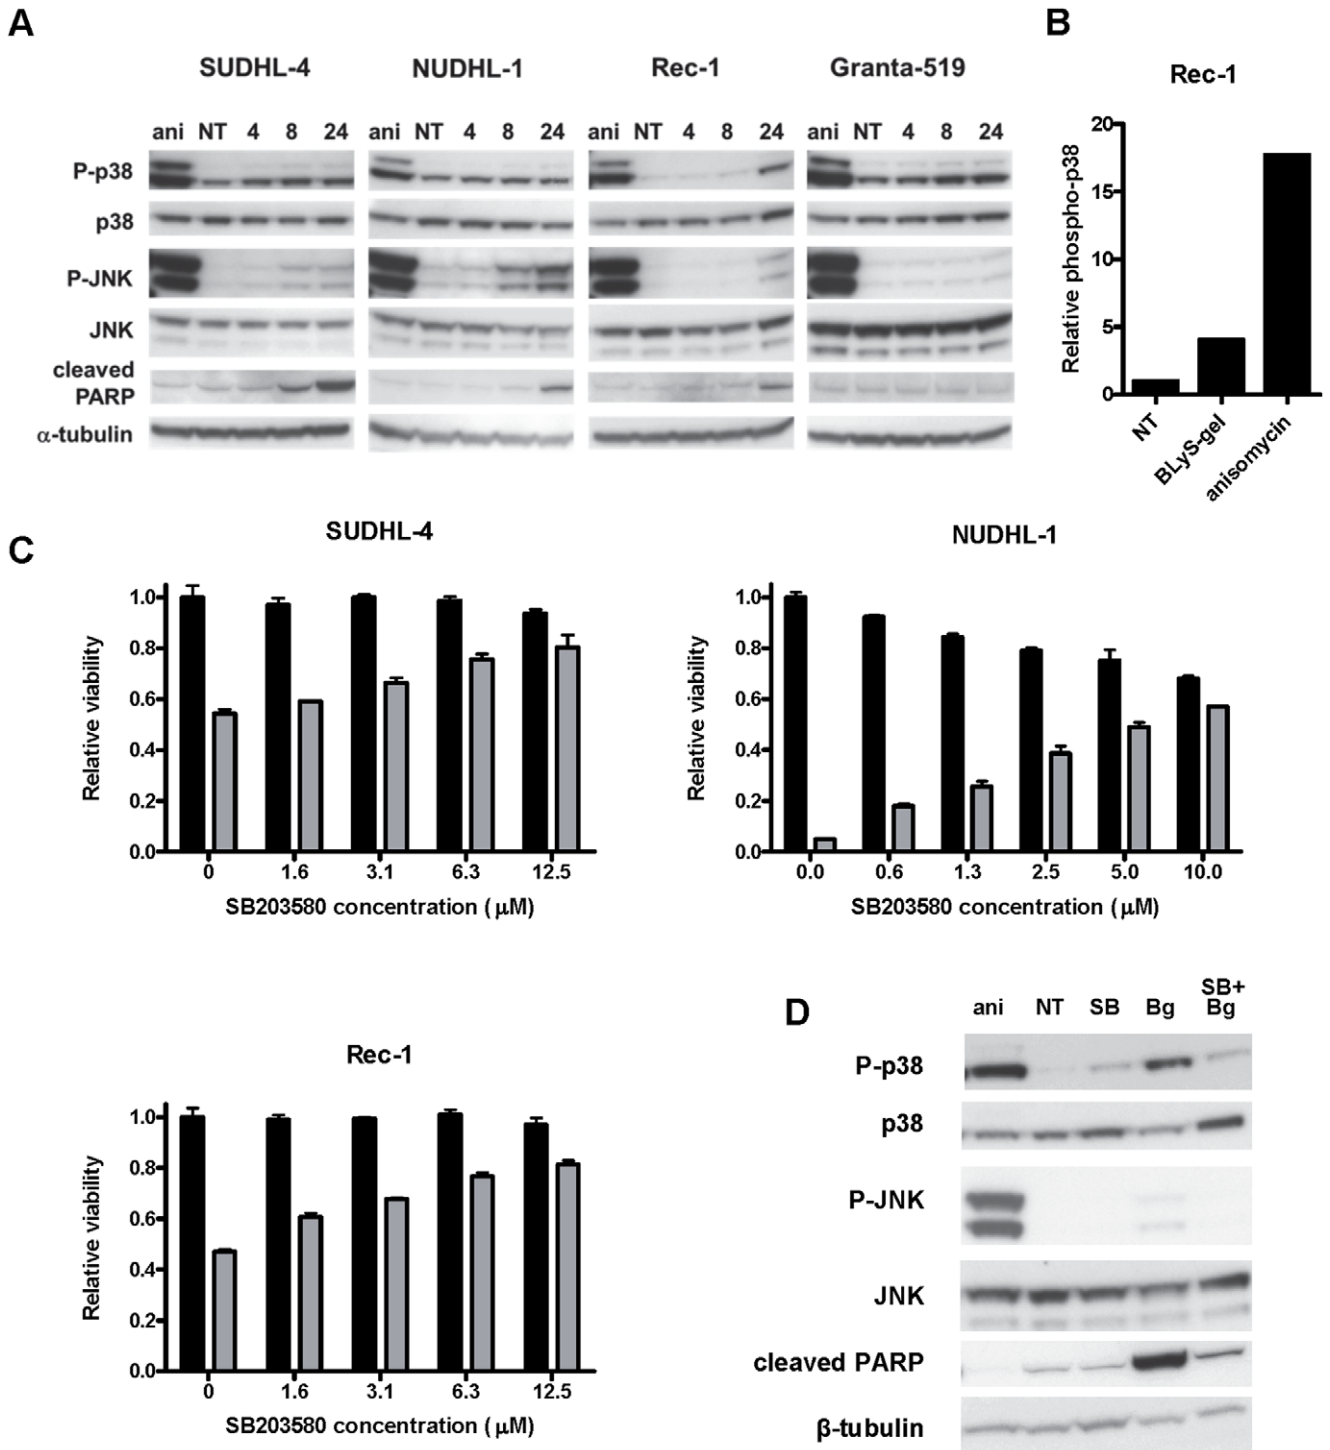 A
SUDHL-4 NUDHL-1 Rec-1 Granta-519
ani NT 4 8 24 ani NT 4 8 24 ani NT 4 8 24 ani NT 4 8 24
P-p38
p38
P-JNK
JNK
cleaved
PARP
α-tubulin
B
Rec-1
Relative phospho-p38
20
15
10
5
0
NT BLyS-gel anisomycin
C
SUDHL-4
Relative viability
1.0
0.8
0.6
0.4
0.2
0.0
0 1.6 3.1 6.3 12.5
SB203580 concentration ( μM)
NUDHL-1
Relative viability
1.0
0.8
0.6
0.4
0.2
0.0
0.0 0.6 1.3 2.5 5.0 10.0
SB203580 concentration ( μM)
Rec-1
Relative viability
1.0
0.8
0.6
0.4
0.2
0.0
0 1.6 3.1 6.3 12.5
SB203580 concentration ( μM)
D
SB+
ani NT SB Bg Bg
P-p38
p38
P-JNK
JNK
cleaved PARP
β-tubulin